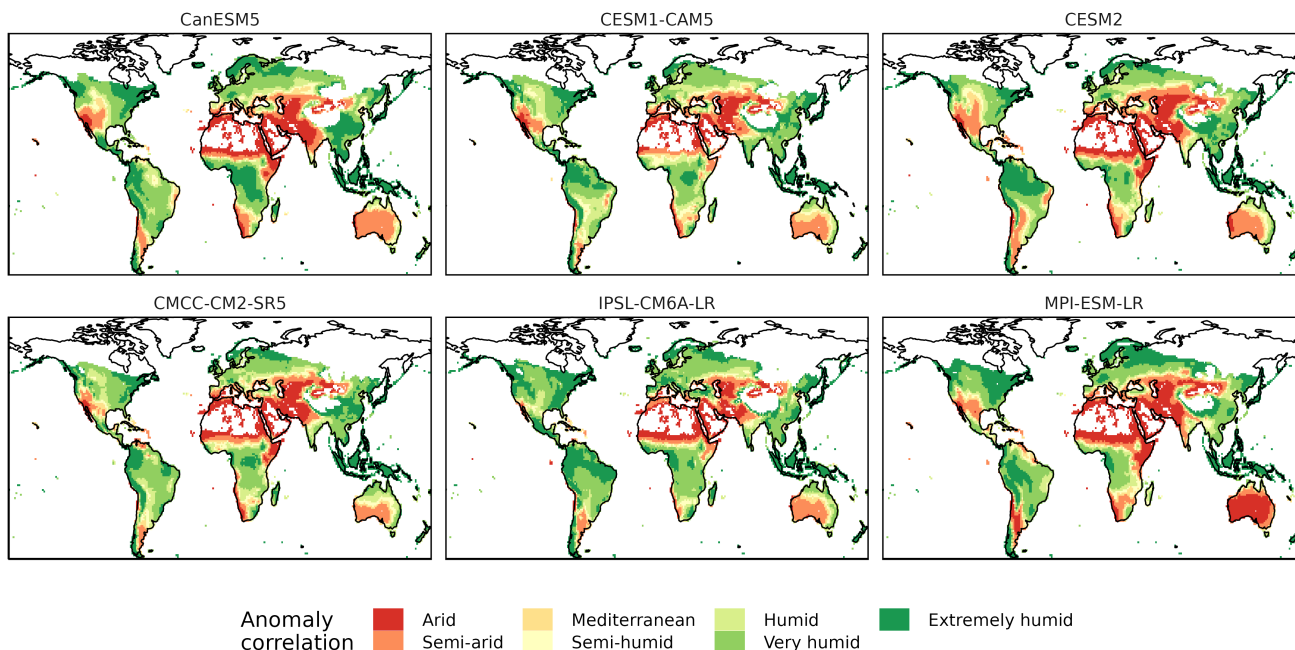 CanESM5
CESM1-CAM5
CESM2
CMCC-CM2-SR5
IPSL-CM6A-LR
MPI-ESM-LR
Anomaly correlation
Arid
Semi-arid
Mediterranean
Semi-humid
Humid
Very humid
Extremely humid